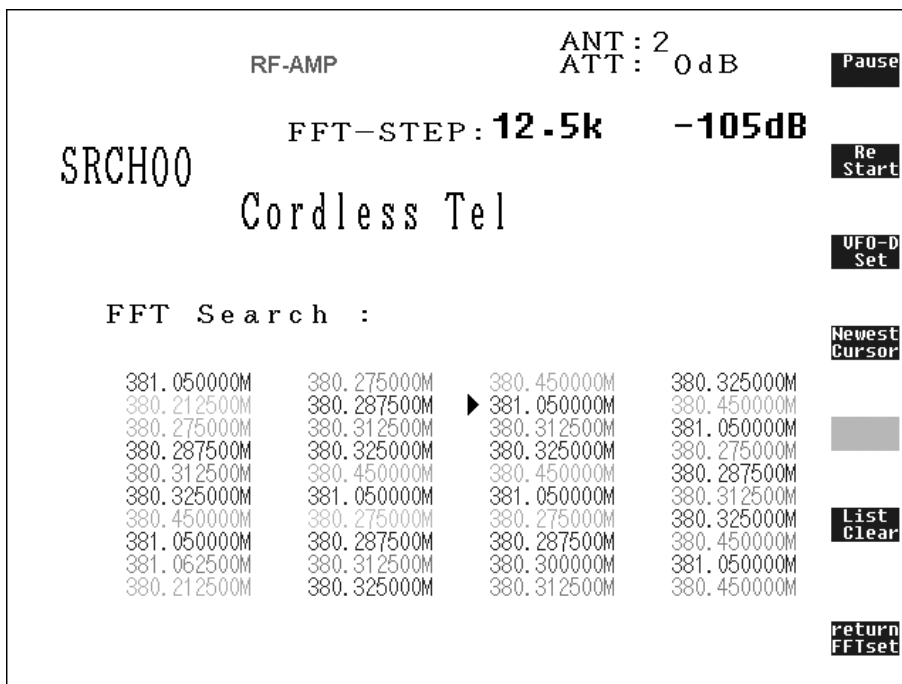 ANT:2
RF-AMP ATT: 0dB
Pause
FFT-STEP:12.5k -105dB
SRCH00
Re Start
Cordless Tel
VFO-D Set
FFT Search :
Newest Cursor
381.050000M 380.275000M 380.450000M 380.325000M
380.212500M 380.287500M ▶381.050000M 380.450000M
380.275000M 380.312500M 380.312500M 381.050000M
380.287500M 380.325000M 380.325000M 380.275000M
380.312500M 380.450000M 380.450000M 380.287500M
380.325000M 381.050000M 381.050000M 380.312500M
380.450000M 380.275000M 380.275000M 380.325000M
381.050000M 380.287500M 380.287500M 380.450000M
381.062500M 380.312500M 380.300000M 381.050000M
380.212500M 380.325000M 380.312500M 380.450000M
List Clear
return FFTset